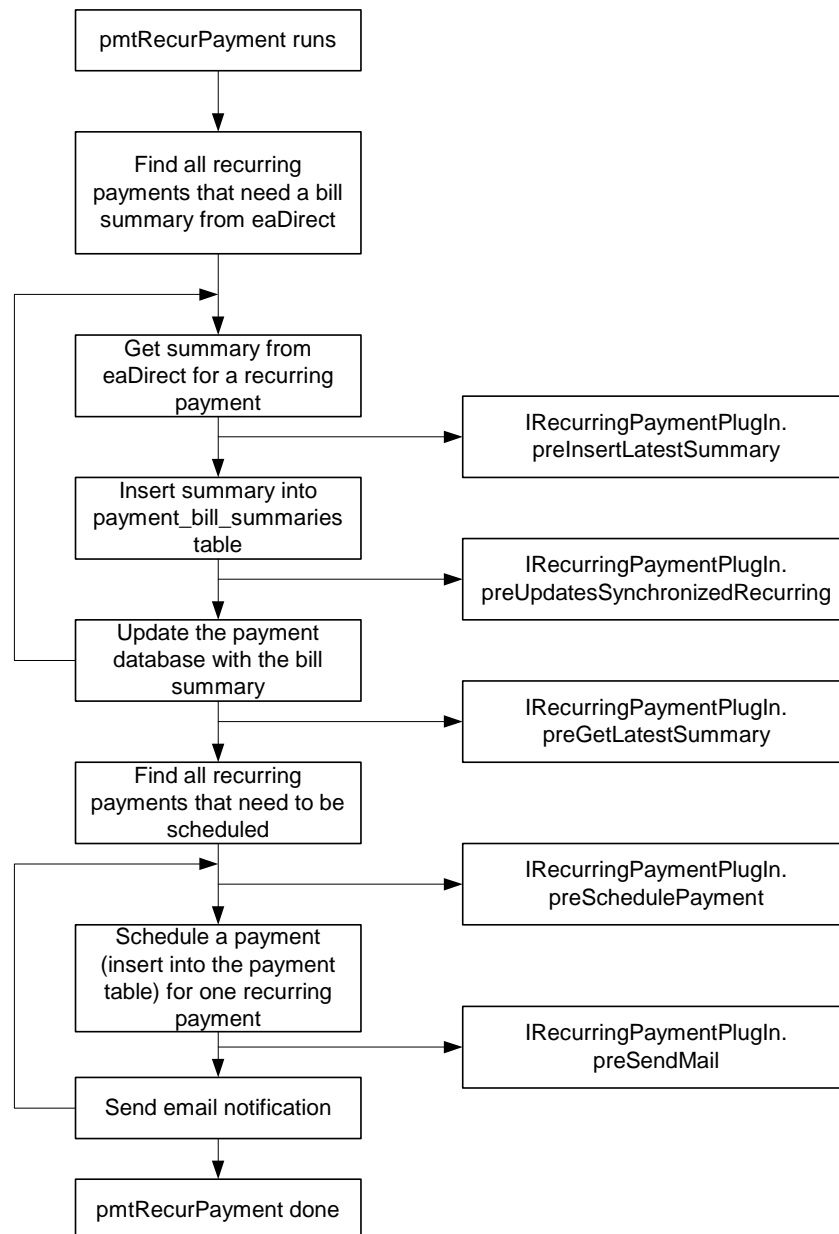 pmtRecurPayment runs
Find all recurring
payments that need a bill
summary from eaDirect
Get summary from
eaDirect for a recurring
payment
IRecurringPaymentPlugIn.
preInsertLatestSummary
Insert summary into
payment_bill_summaries
table
IRecurringPaymentPlugIn.
preUpdatesSynchronizedRecurring
Update the payment
database with the bill
summary
IRecurringPaymentPlugIn.
preGetLatestSummary
Find all recurring
payments that need to be
scheduled
IRecurringPaymentPlugIn.
preSchedulePayment
Schedule a payment
(insert into the payment
table) for one recurring
payment
IRecurringPaymentPlugIn.
preSendMail
Send email notification
pmtRecurPayment done